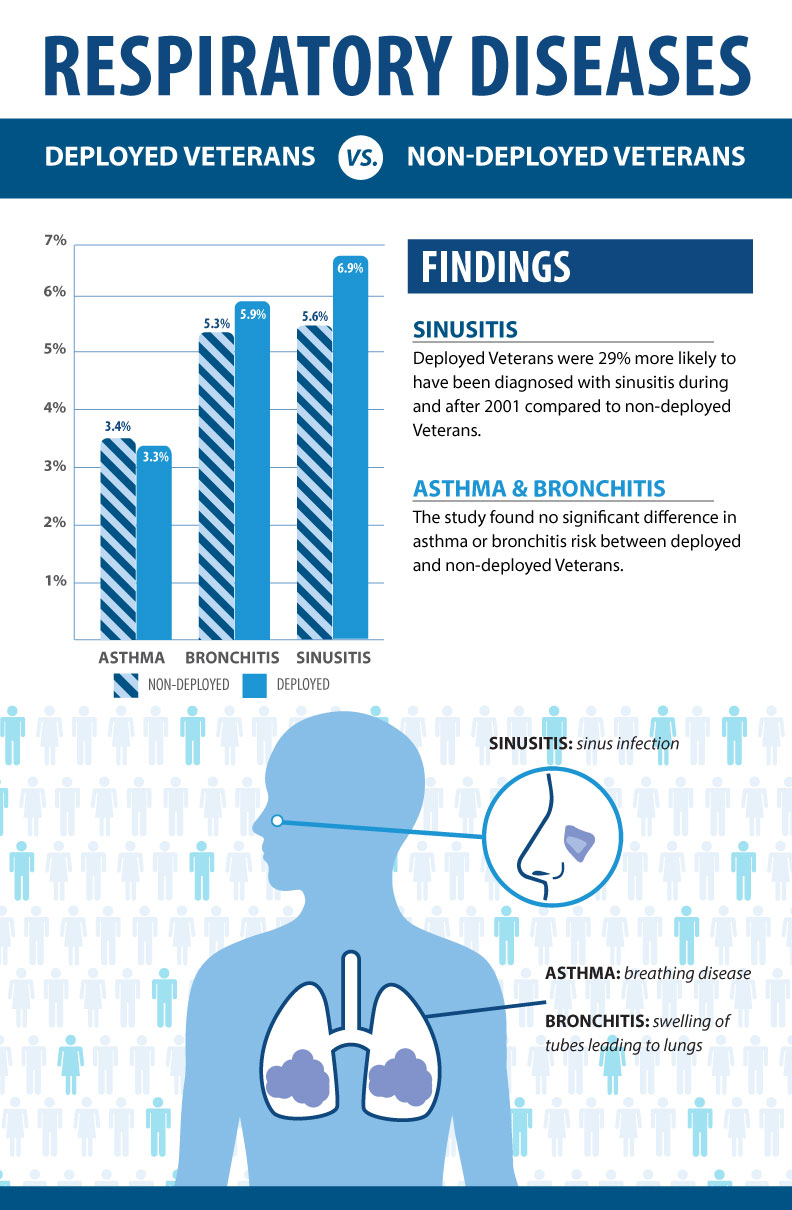 RESPIRATORY DISEASES
DEPLOYED VETERANS VS. NON-DEPLOYED VETERANS
7%
6%
5%
4%
3%
2%
1%
3.4%
3.3%
5.3%
5.9%
5.6%
6.9%
ASTHMA BRONCHITIS SINUSITIS
NON-DEPLOYED DEPLOYED
FINDINGS
SINUSITIS
Deployed Veterans were 29% more likely to
have been diagnosed with sinusitis during
and after 2001 compared to non-deployed
Veterans.
ASTHMA & BRONCHITIS
The study found no significant difference in
asthma or bronchitis risk between deployed
and non-deployed Veterans.
SINUSITIS: sinus infection
ASTHMA: breathing disease
BRONCHITIS: swelling of
tubes leading to lungs